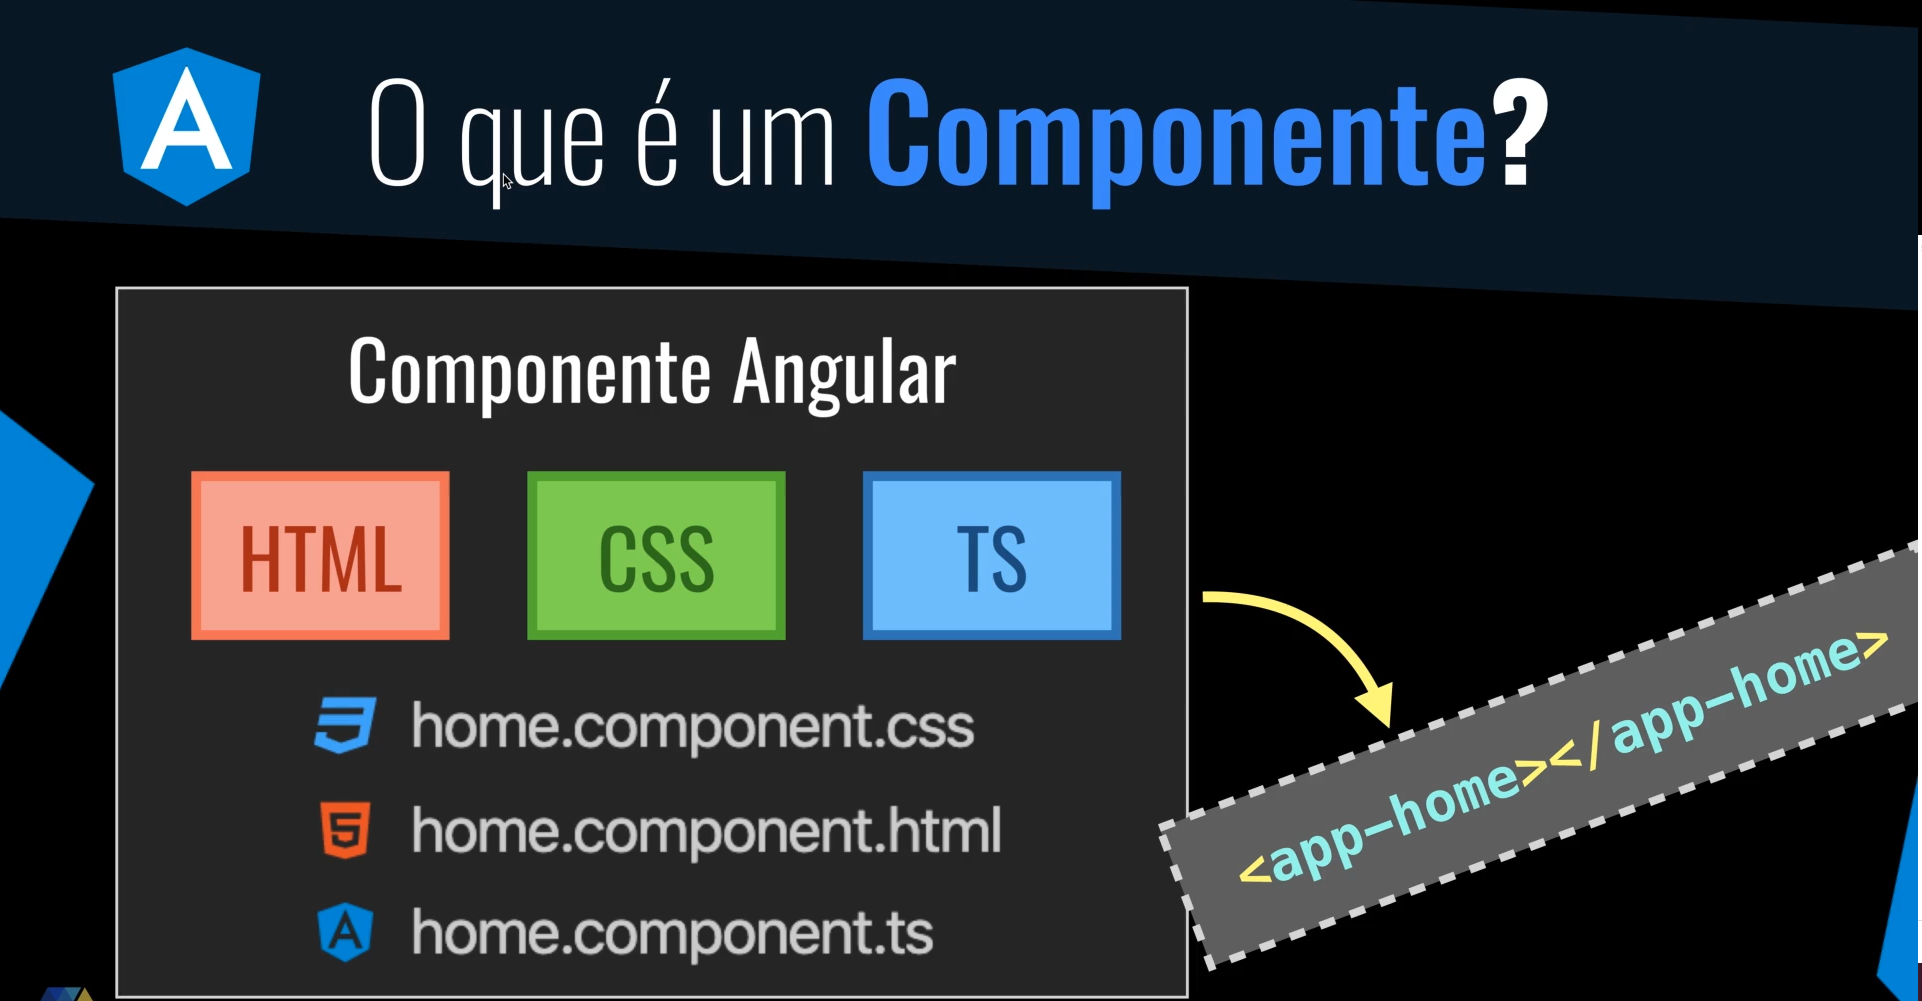 O que é um Componente?
Componente Angular
HTML
CSS
TS
home.component.css
home.component.html
home.component.ts
<app-home></app-home>